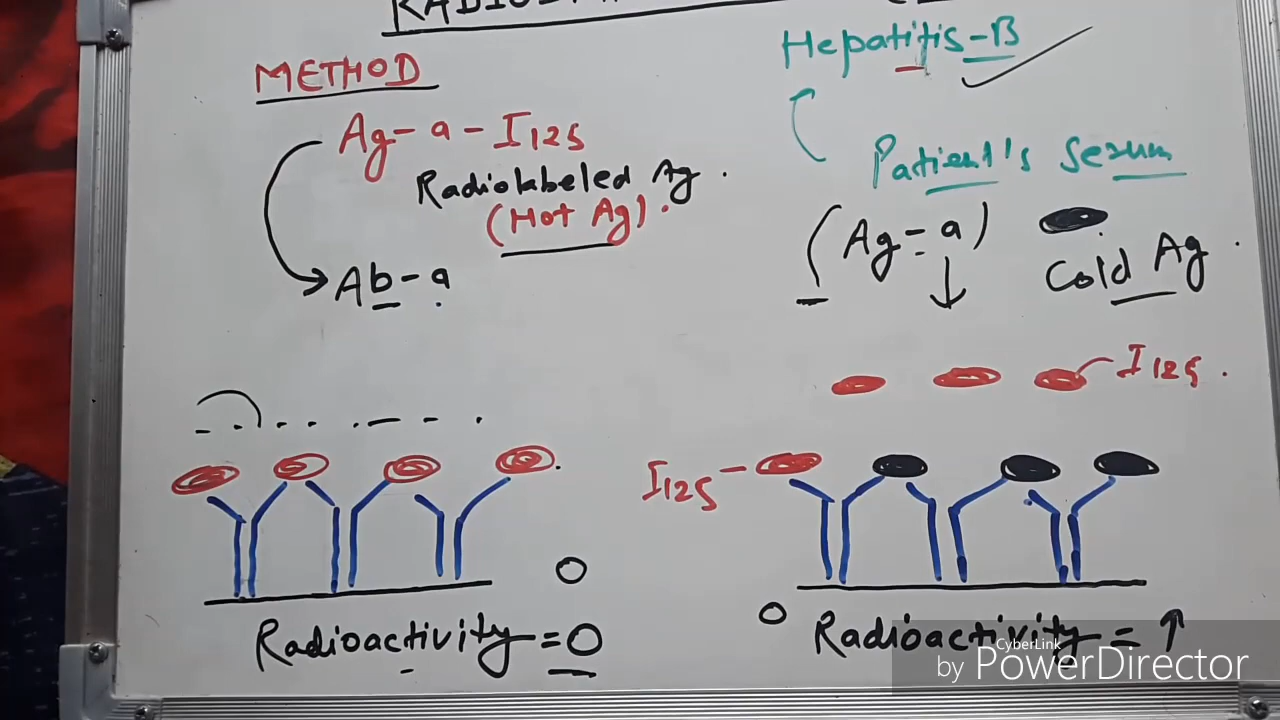 METHOD
Ag-a-I125
Radiolabeled Ag.
(Hot Ag).
Ab-a
Radioactivity=0
Hepatitis-B
Patient's Serum
(Ag-a)
Cold Ag.
I125.
I125
Radioactivity=↑
CyberLink
by PowerDirector